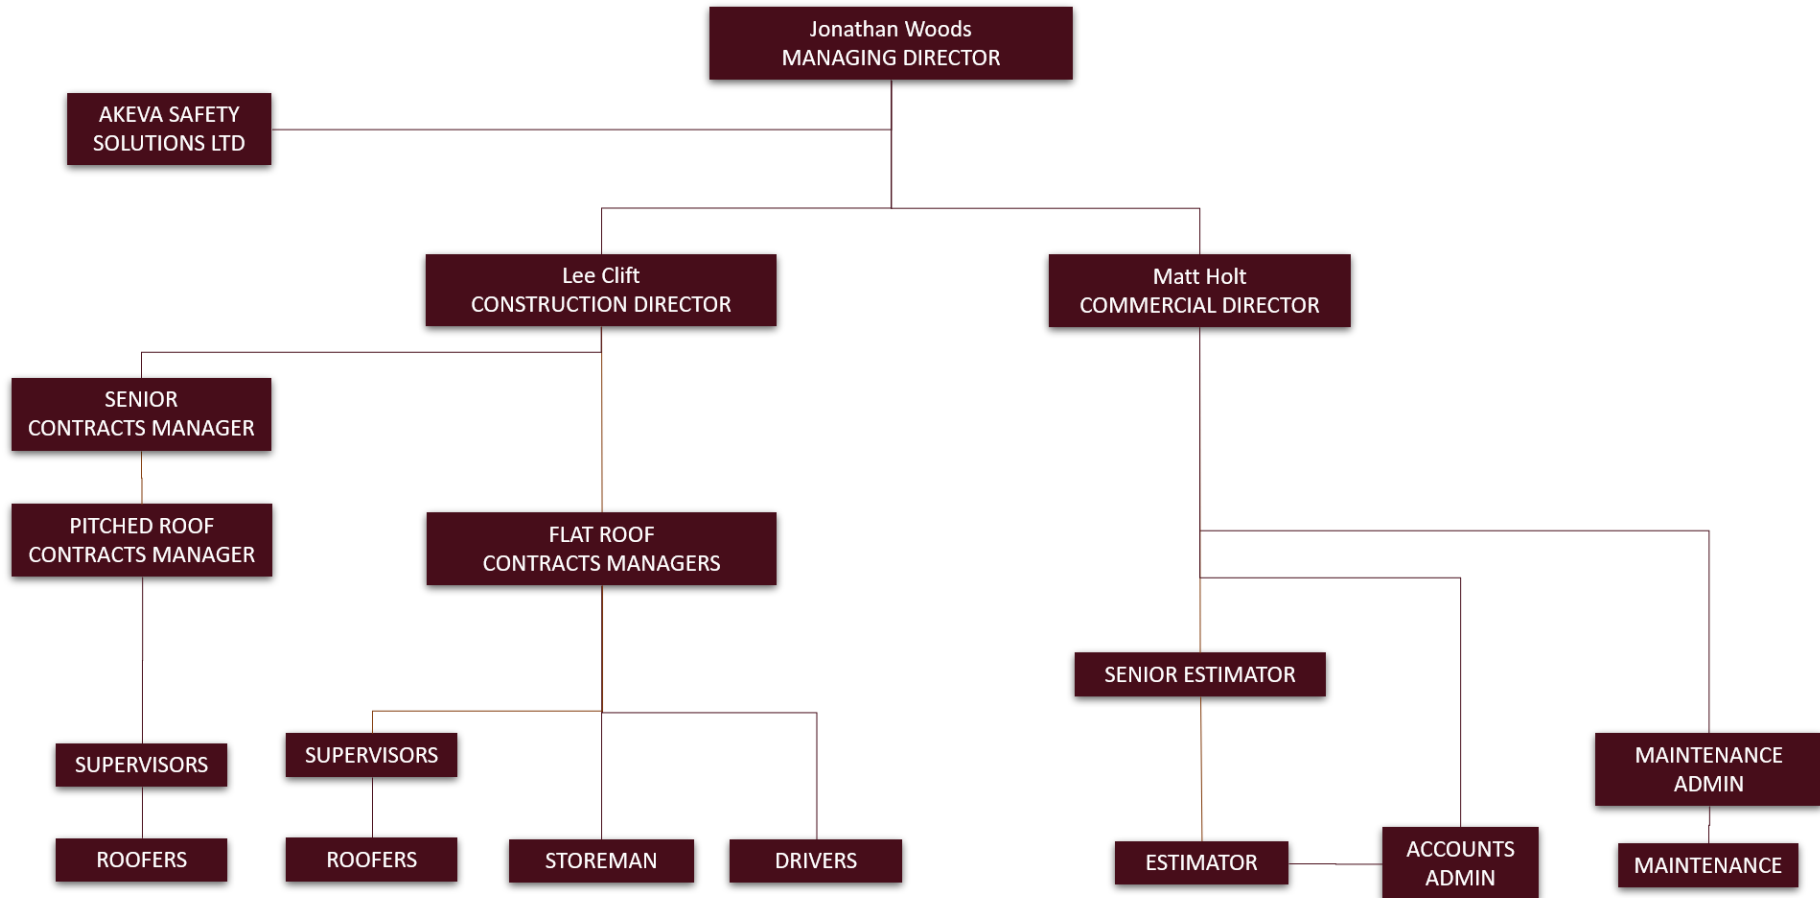 Jonathan Woods
MANAGING DIRECTOR
AKEVA SAFETY
SOLUTIONS LTD
Lee Clift
CONSTRUCTION DIRECTOR
Matt Holt
COMMERCIAL DIRECTOR
SENIOR
CONTRACTS MANAGER
PITCHED ROOF
CONTRACTS MANAGER
FLAT ROOF
CONTRACTS MANAGERS
SENIOR ESTIMATOR
SUPERVISORS
SUPERVISORS
MAINTENANCE
ADMIN
ROOFERS
ROOFERS
STOREMAN
DRIVERS
ESTIMATOR
ACCOUNTS
ADMIN
MAINTENANCE